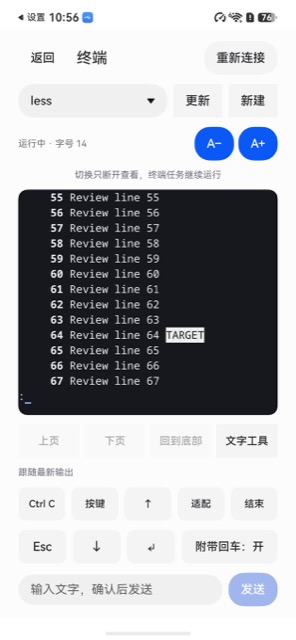 设置 10:56 76
返回 终端 重新连接
less 更新 新建
运行中 · 字号 14 A− A+
切换只断开查看，终端任务继续运行
55 Review line 55
56 Review line 56
57 Review line 57
58 Review line 58
59 Review line 59
60 Review line 60
61 Review line 61
62 Review line 62
63 Review line 63
64 Review line 64 TARGET
65 Review line 65
66 Review line 66
67 Review line 67
:_
上页 下页 回到底部 文字工具
跟随最新输出
Ctrl C 按键 ↑ 适配 结束
Esc ↓ ↲ 附带回车：开
输入文字，确认后发送 发送